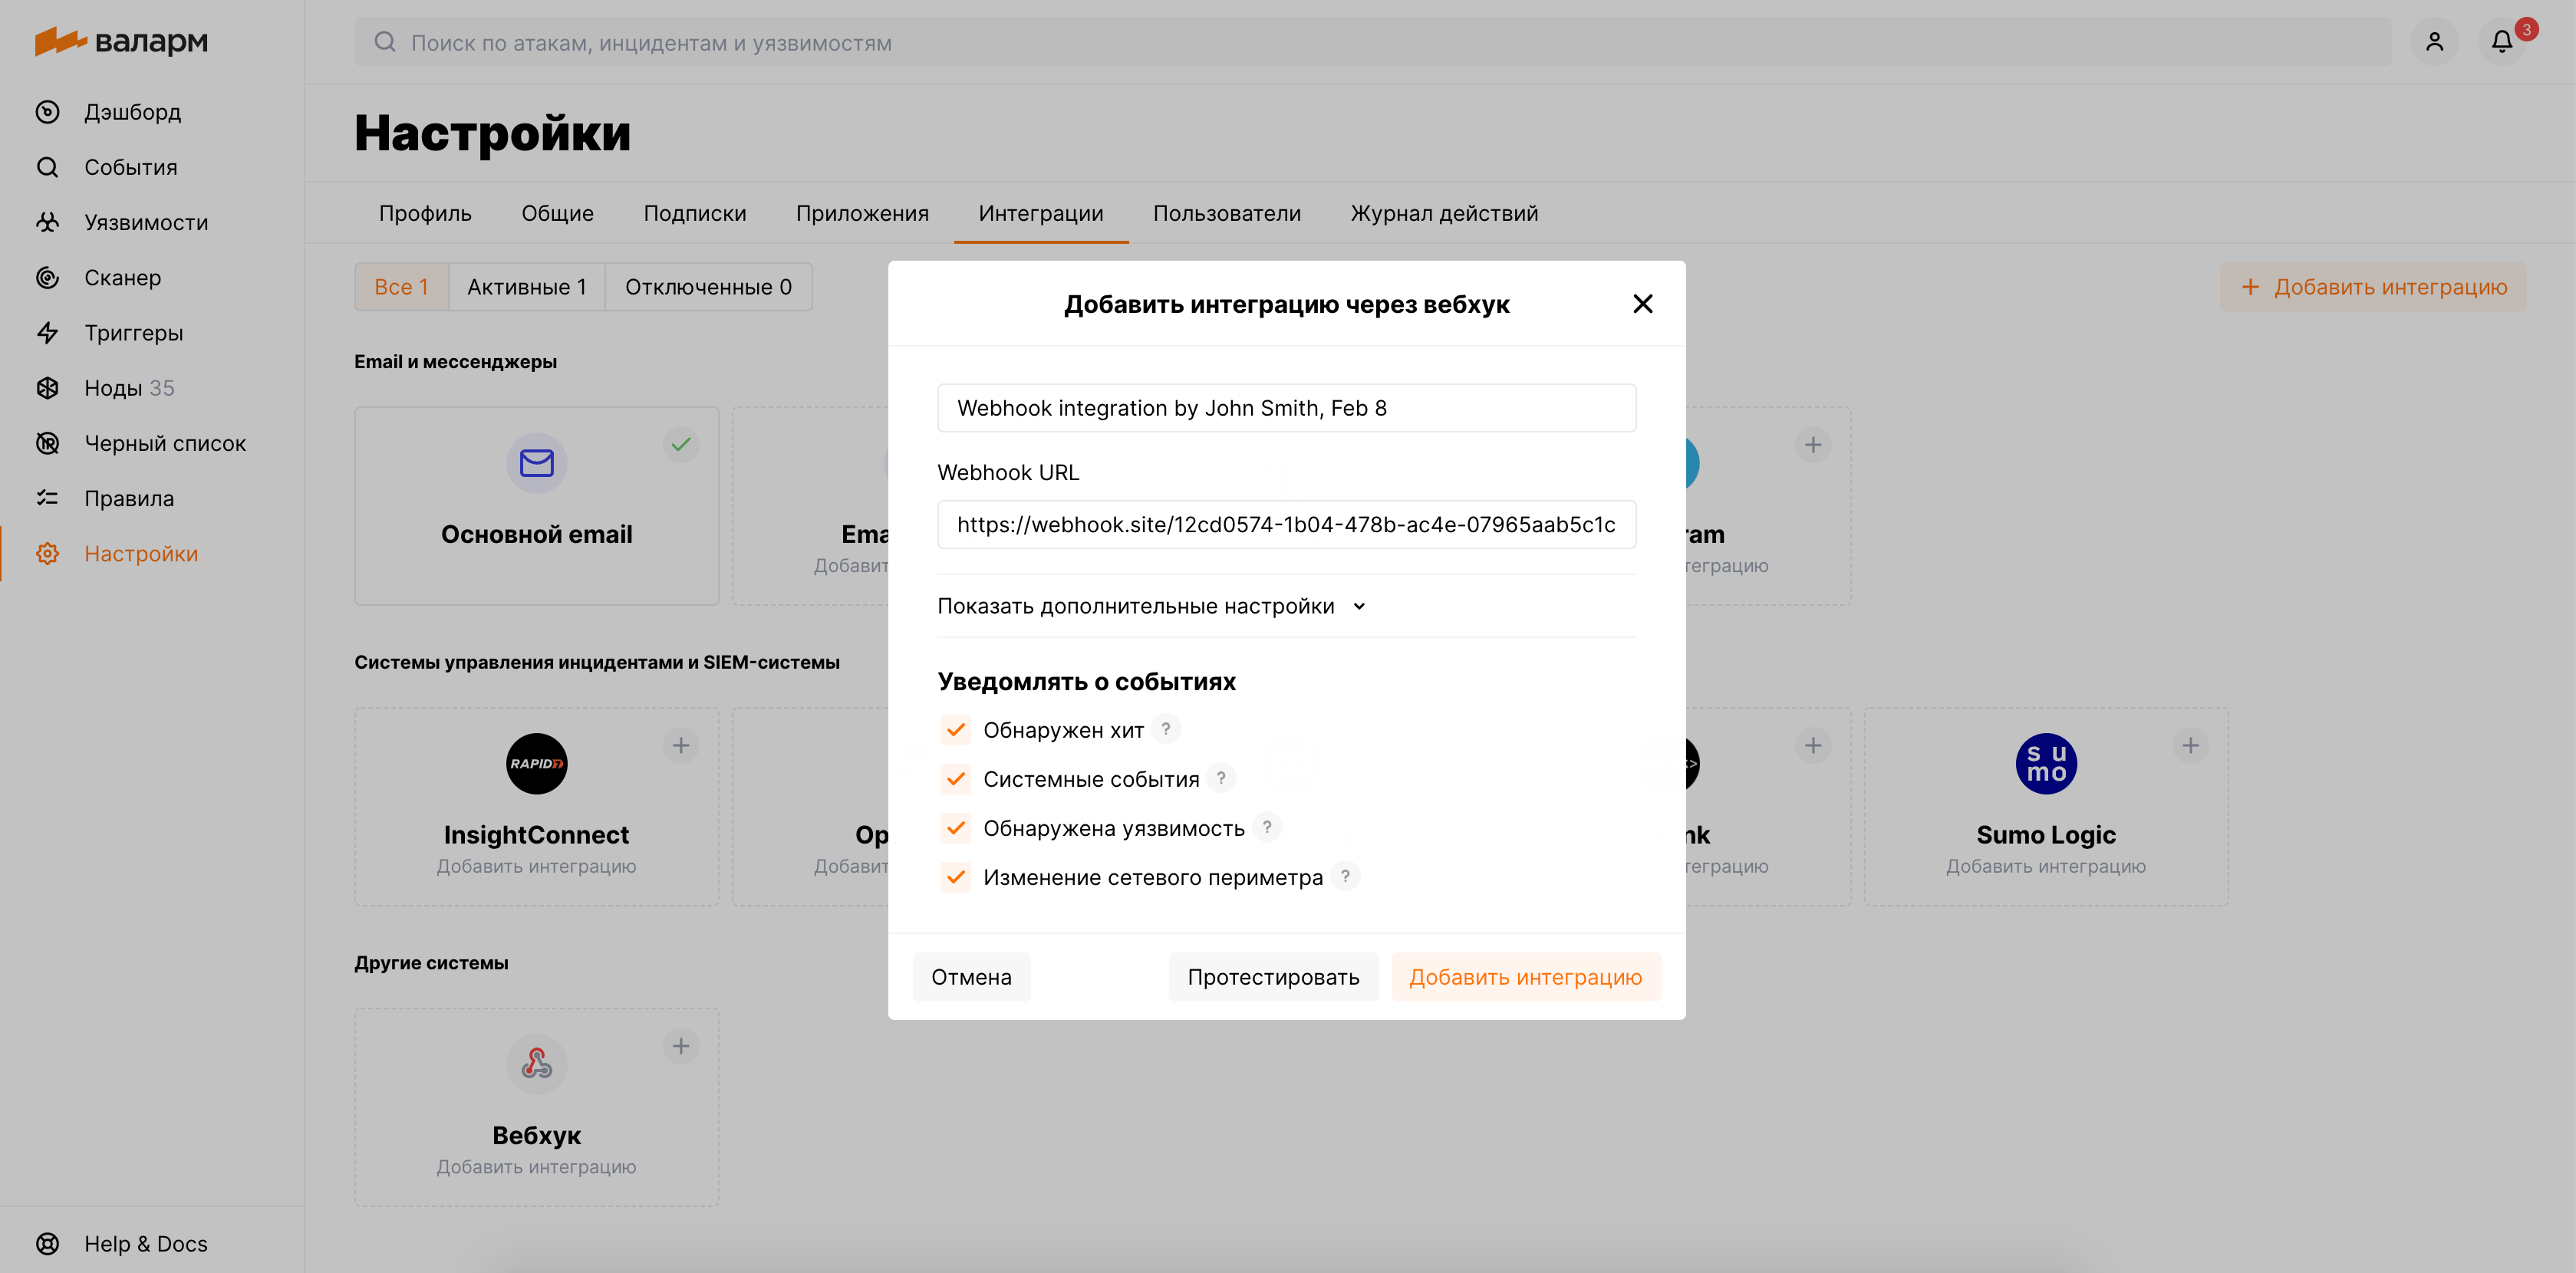 валарм
Поиск по атакам, инцидентам и уязвимостям
3
Дэшборд
События
Уязвимости
Сканер
Триггеры
Ноды 35
Черный список
Правила
Настройки
Help & Docs
Настройки
Профиль Общие Подписки Приложения Интеграции Пользователи Журнал действий
Все 1 Активные 1 Отключенные 0
+ Добавить интеграцию
Email и мессенджеры
Основной email
Ema
Добавит
ram
теграцию
Системы управления инцидентами и SIEM-системы
RAPID7
InsightConnect
Добавить интеграцию
Op
Добавит
nk
теграцию
sumo
Sumo Logic
Добавить интеграцию
Другие системы
Вебхук
Добавить интеграцию
Добавить интеграцию через вебхук
Webhook integration by John Smith, Feb 8
Webhook URL
https://webhook.site/12cd0574-1b04-478b-ac4e-07965aab5c1c
Показать дополнительные настройки
Уведомлять о событиях
Обнаружен хит ?
Системные события ?
Обнаружена уязвимость ?
Изменение сетевого периметра ?
Отмена Протестировать Добавить интеграцию